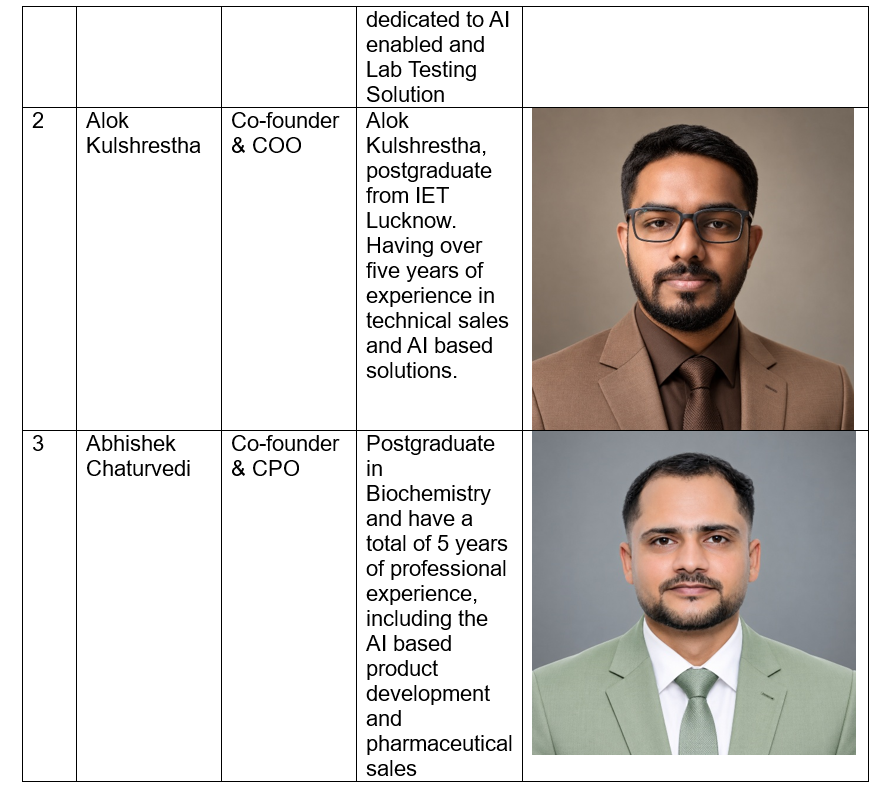 dedicated to AI
enabled and
Lab Testing
Solution
2
Alok
Kulshrestha
Co-founder
& COO
Alok
Kulshrestha,
postgraduate
from IET
Lucknow.
Having over
five years of
experience in
technical sales
and AI based
solutions.
3
Abhishek
Chaturvedi
Co-founder
& CPO
Postgraduate
in
Biochemistry
and have a
total of 5 years
of professional
experience,
including the
AI based
product
development
and
pharmaceutical
sales